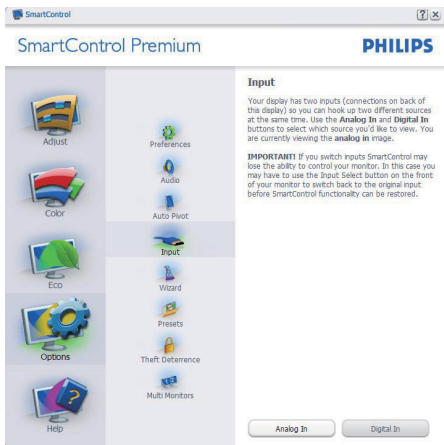 SmartControl
? x
SmartControl Premium
PHILIPS
Adjust
Color
Eco
Options
Help
Preferences
Audio
Auto Pivot
Input
Wizard
Presets
Theft Deterrence
Multi Monitors
Input
Your display has two inputs (connections on back of
this display) so you can hook up two different sources
at the same time. Use the Analog In and Digital In
buttons to select which source you'd like to view. You
are currently viewing the analog in image.
IMPORTANT! If you switch inputs SmartControl may
lose the ability to control your monitor. In this case you
may have to use the Input Select button on the front
of your monitor to switch back to the original input
before SmartControl functionality can be restored.
Analog In
Digital In